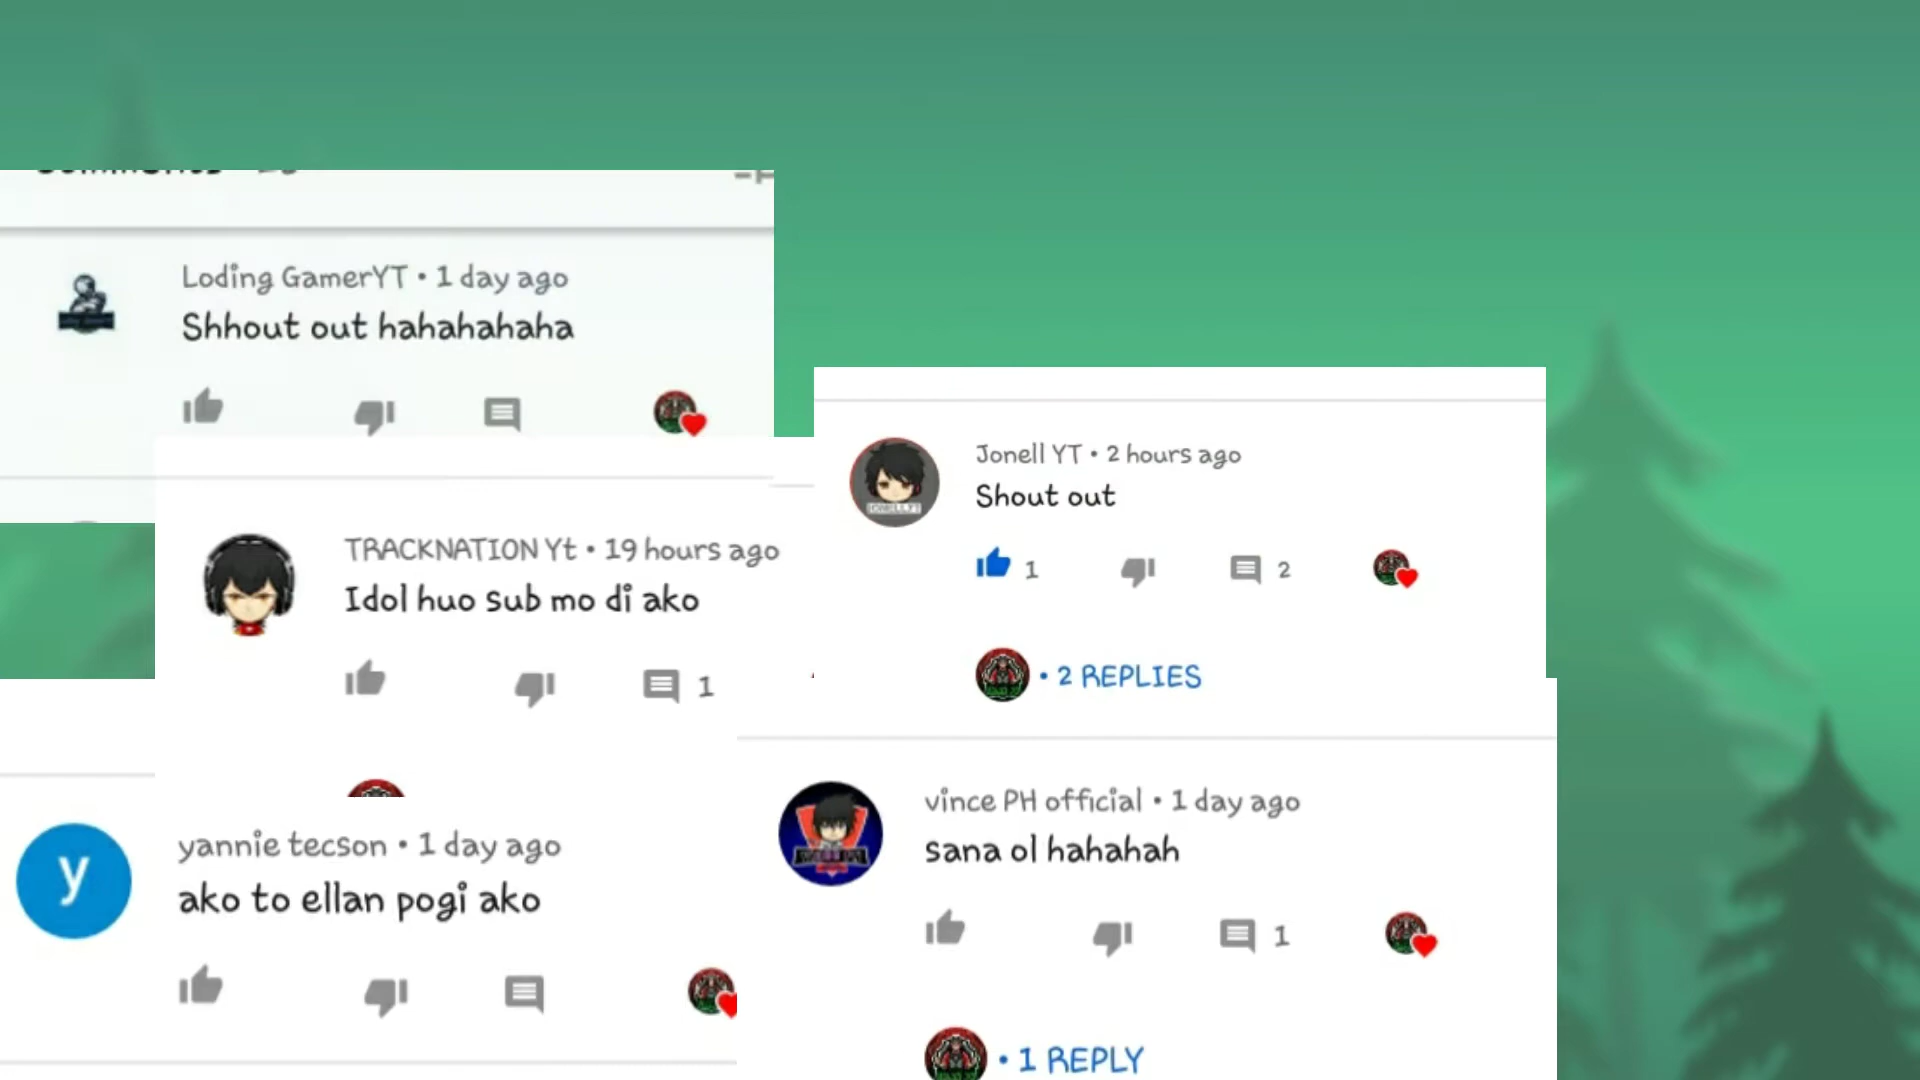 Loding GamerYT • 1 day ago
Shhout out hahahahaha
Jonell YT • 2 hours ago
Shout out
1
2
• 2 REPLIES
TRACKNATION Yt • 19 hours ago
Idol huo sub mo di ako
1
yannie tecson • 1 day ago
ako to ellan pogi ako
vince PH official • 1 day ago
sana ol hahahah
1
• 1 REPLY